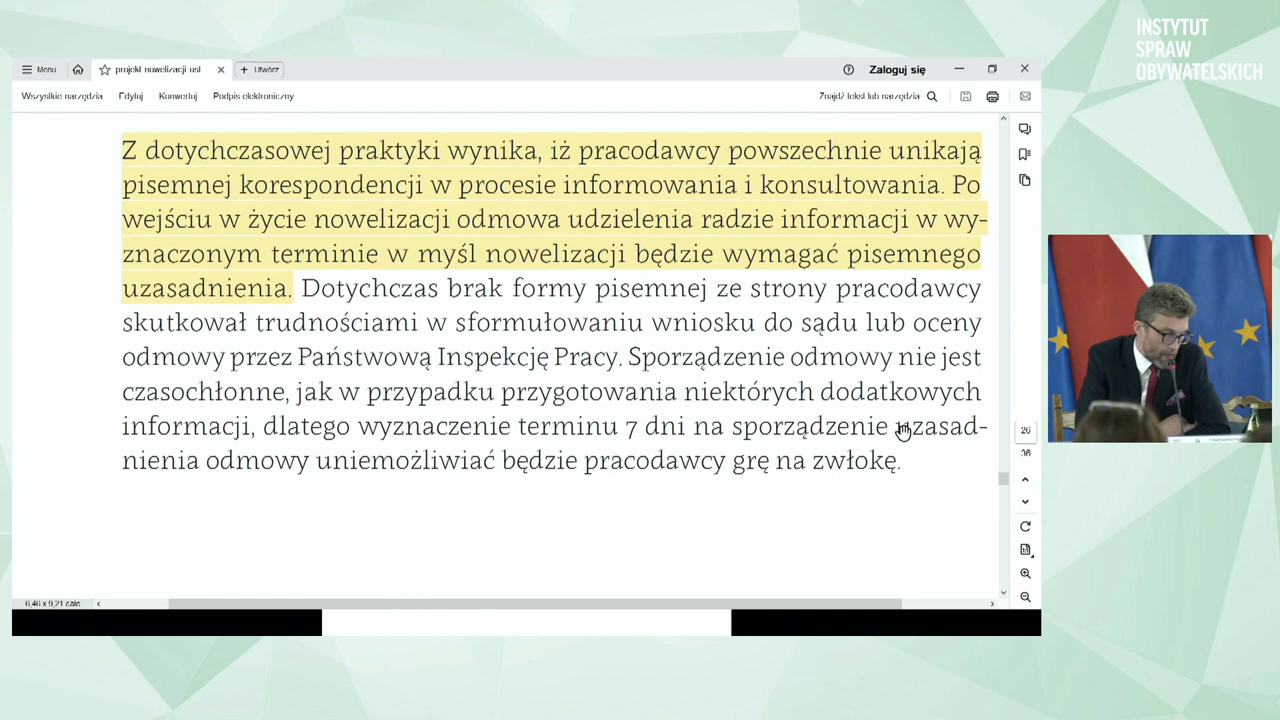 INSTYTUT
SPRAW
OBYWATELSKICH
Menu
projekt nowelizacji ust
Utwórz
Zaloguj się
Wszystkie narzędzia
Edytuj
Konwertuj
Podpis elektroniczny
Znajdź tekst lub narzędzia
Z dotychczasowej praktyki wynika, iż pracodawcy powszechnie unikają
pisemnej korespondencji w procesie informowania i konsultowania. Po
wejściu w życie nowelizacji odmowa udzielenia radzie informacji w wy-
znaczonym terminie w myśl nowelizacji będzie wymagać pisemnego
uzasadnienia. Dotychczas brak formy pisemnej ze strony pracodawcy
skutkował trudnościami w sformułowaniu wniosku do sądu lub oceny
odmowy przez Państwową Inspekcję Pracy. Sporządzenie odmowy nie jest
czasochłonne, jak w przypadku przygotowania niektórych dodatkowych
informacji, dlatego wyznaczenie terminu 7 dni na sporządzenie uzasad-
nienia odmowy uniemożliwiać będzie pracodawcy grę na zwłokę.
26
36
6,46 x 9,21 cale